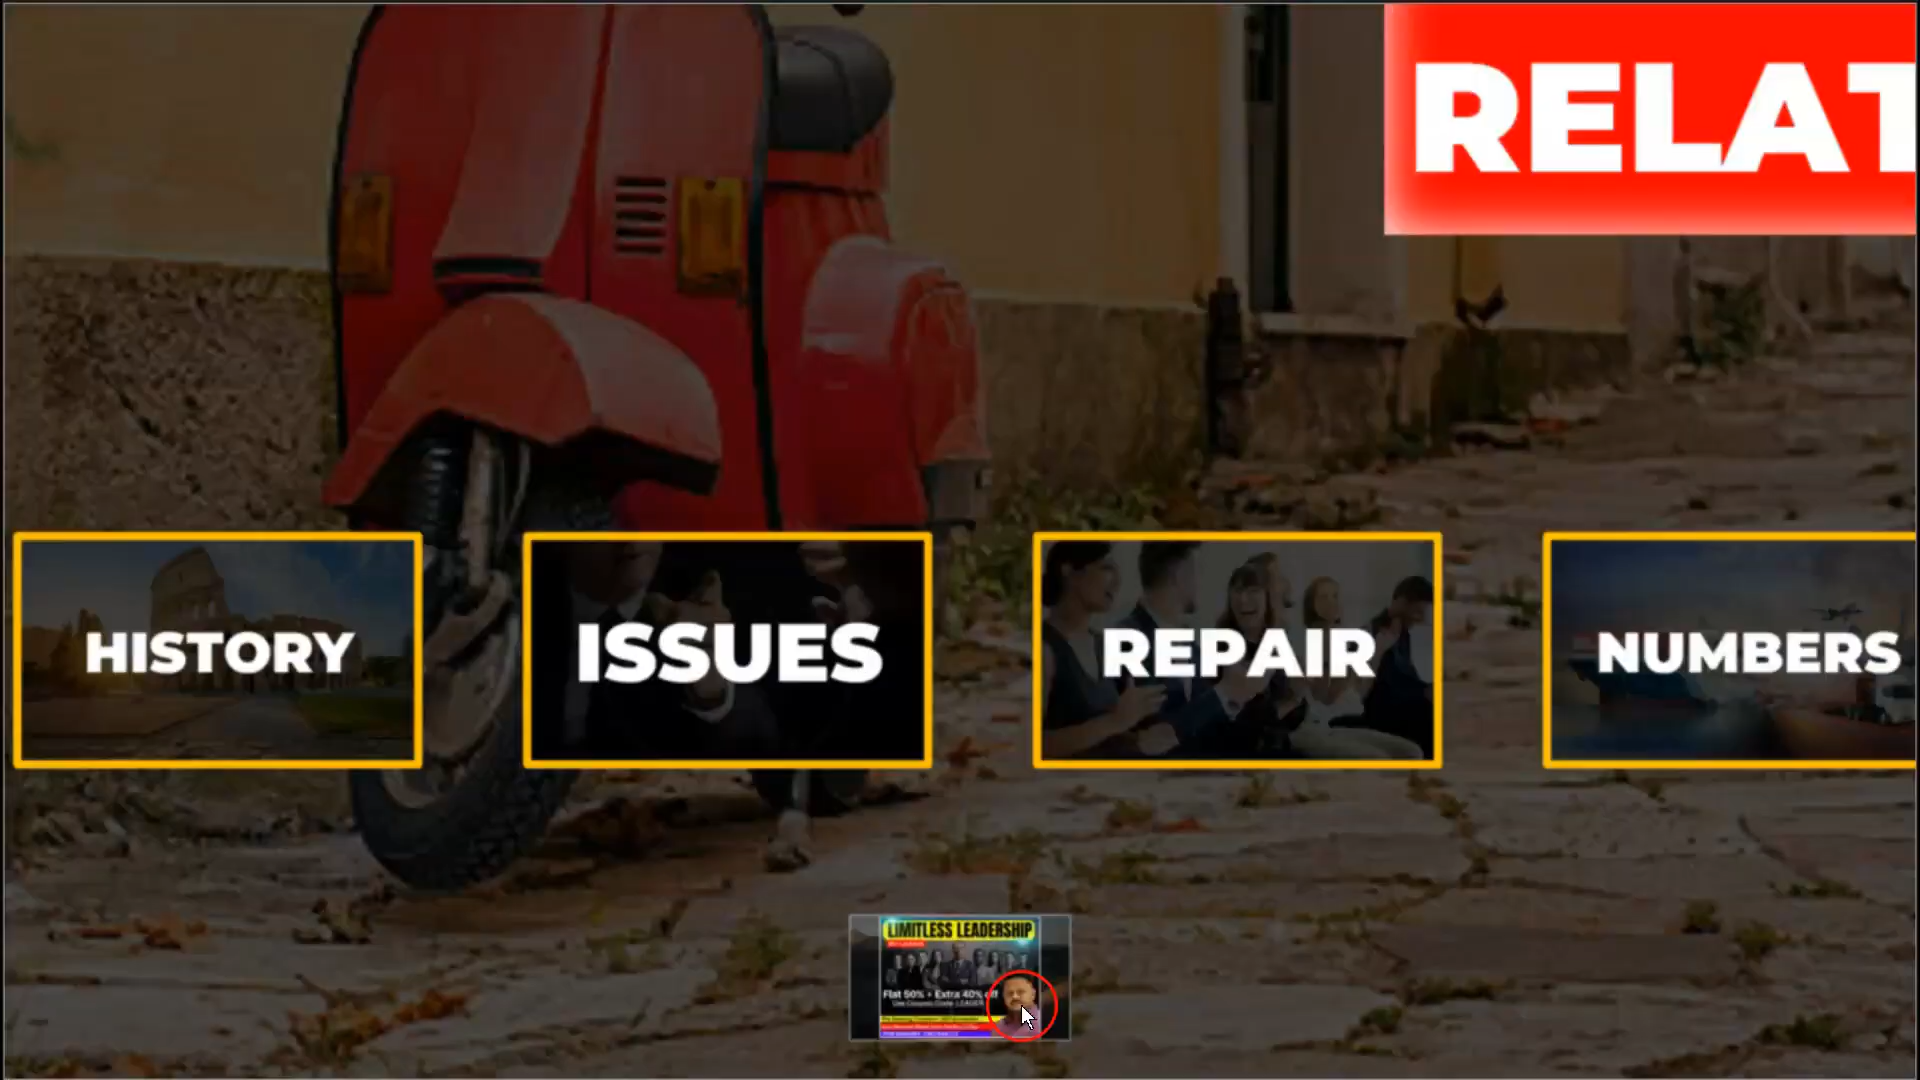 RELAT
HISTORY
ISSUES
REPAIR
NUMBERS
LIMITLESS LEADERSHIP
Flat 50% + Extra 40% off